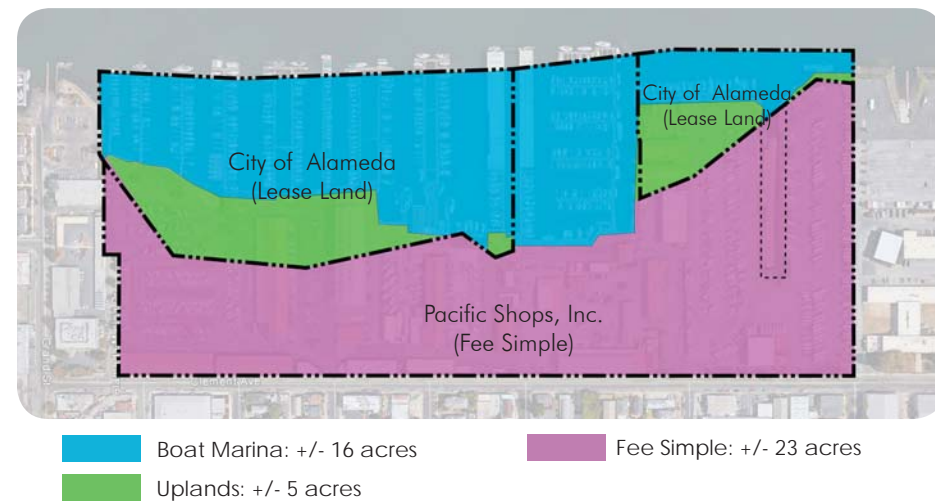 City of Alameda
(Lease Land)
City of Alameda
(Lease Land)
Pacific Shops, Inc.
(Fee Simple)
Clement Ave
Boat Marina: +/- 16 acres
Fee Simple: +/- 23 acres
Uplands: +/- 5 acres